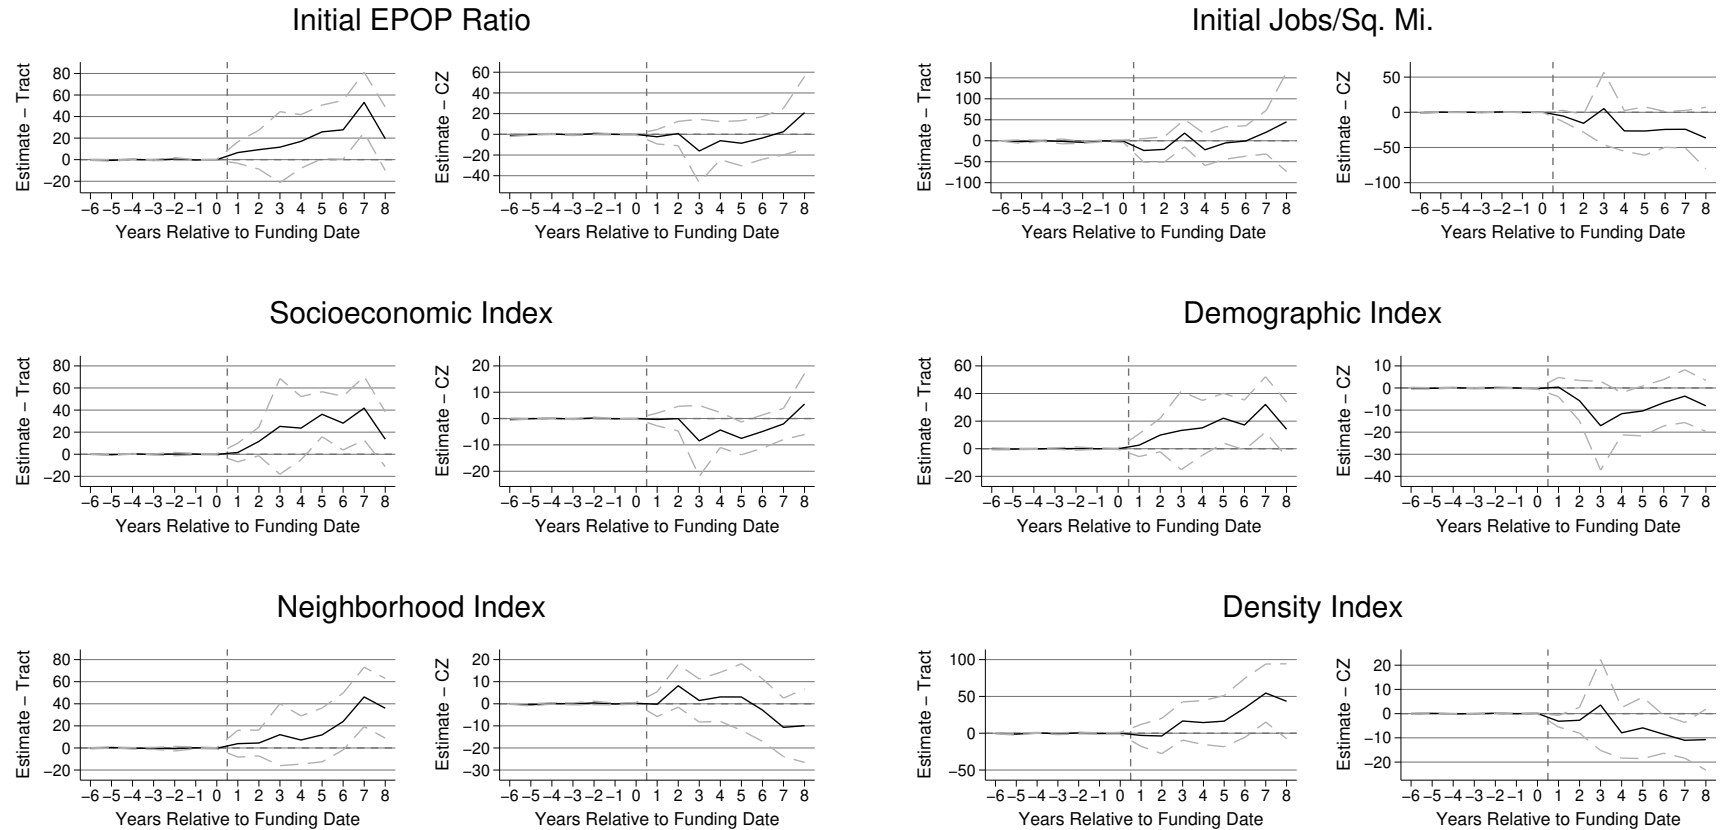 Initial EPOP Ratio
Estimate – Tract
80
60
40
20
0
−20
−6 −5 −4 −3 −2 −1 0 1 2 3 4 5 6 7 8
Years Relative to Funding Date
Estimate – CZ
60
40
20
0
−20
−40
−6 −5 −4 −3 −2 −1 0 1 2 3 4 5 6 7 8
Years Relative to Funding Date
Initial Jobs/Sq. Mi.
Estimate – Tract
150
100
50
0
−50
−100
−6 −5 −4 −3 −2 −1 0 1 2 3 4 5 6 7 8
Years Relative to Funding Date
Estimate – CZ
50
0
−50
−100
−6 −5 −4 −3 −2 −1 0 1 2 3 4 5 6 7 8
Years Relative to Funding Date
Socioeconomic Index
Estimate – Tract
80
60
40
20
0
−20
−6 −5 −4 −3 −2 −1 0 1 2 3 4 5 6 7 8
Years Relative to Funding Date
Estimate – CZ
20
10
0
−10
−20
−6 −5 −4 −3 −2 −1 0 1 2 3 4 5 6 7 8
Years Relative to Funding Date
Demographic Index
Estimate – Tract
60
40
20
0
−20
−6 −5 −4 −3 −2 −1 0 1 2 3 4 5 6 7 8
Years Relative to Funding Date
Estimate – CZ
10
0
−10
−20
−30
−40
−6 −5 −4 −3 −2 −1 0 1 2 3 4 5 6 7 8
Years Relative to Funding Date
Neighborhood Index
Estimate – Tract
80
60
40
20
0
−20
−6 −5 −4 −3 −2 −1 0 1 2 3 4 5 6 7 8
Years Relative to Funding Date
Estimate – CZ
20
10
0
−10
−20
−30
−6 −5 −4 −3 −2 −1 0 1 2 3 4 5 6 7 8
Years Relative to Funding Date
Density Index
Estimate – Tract
100
50
0
−50
−6 −5 −4 −3 −2 −1 0 1 2 3 4 5 6 7 8
Years Relative to Funding Date
Estimate – CZ
20
10
0
−10
−20
−6 −5 −4 −3 −2 −1 0 1 2 3 4 5 6 7 8
Years Relative to Funding Date